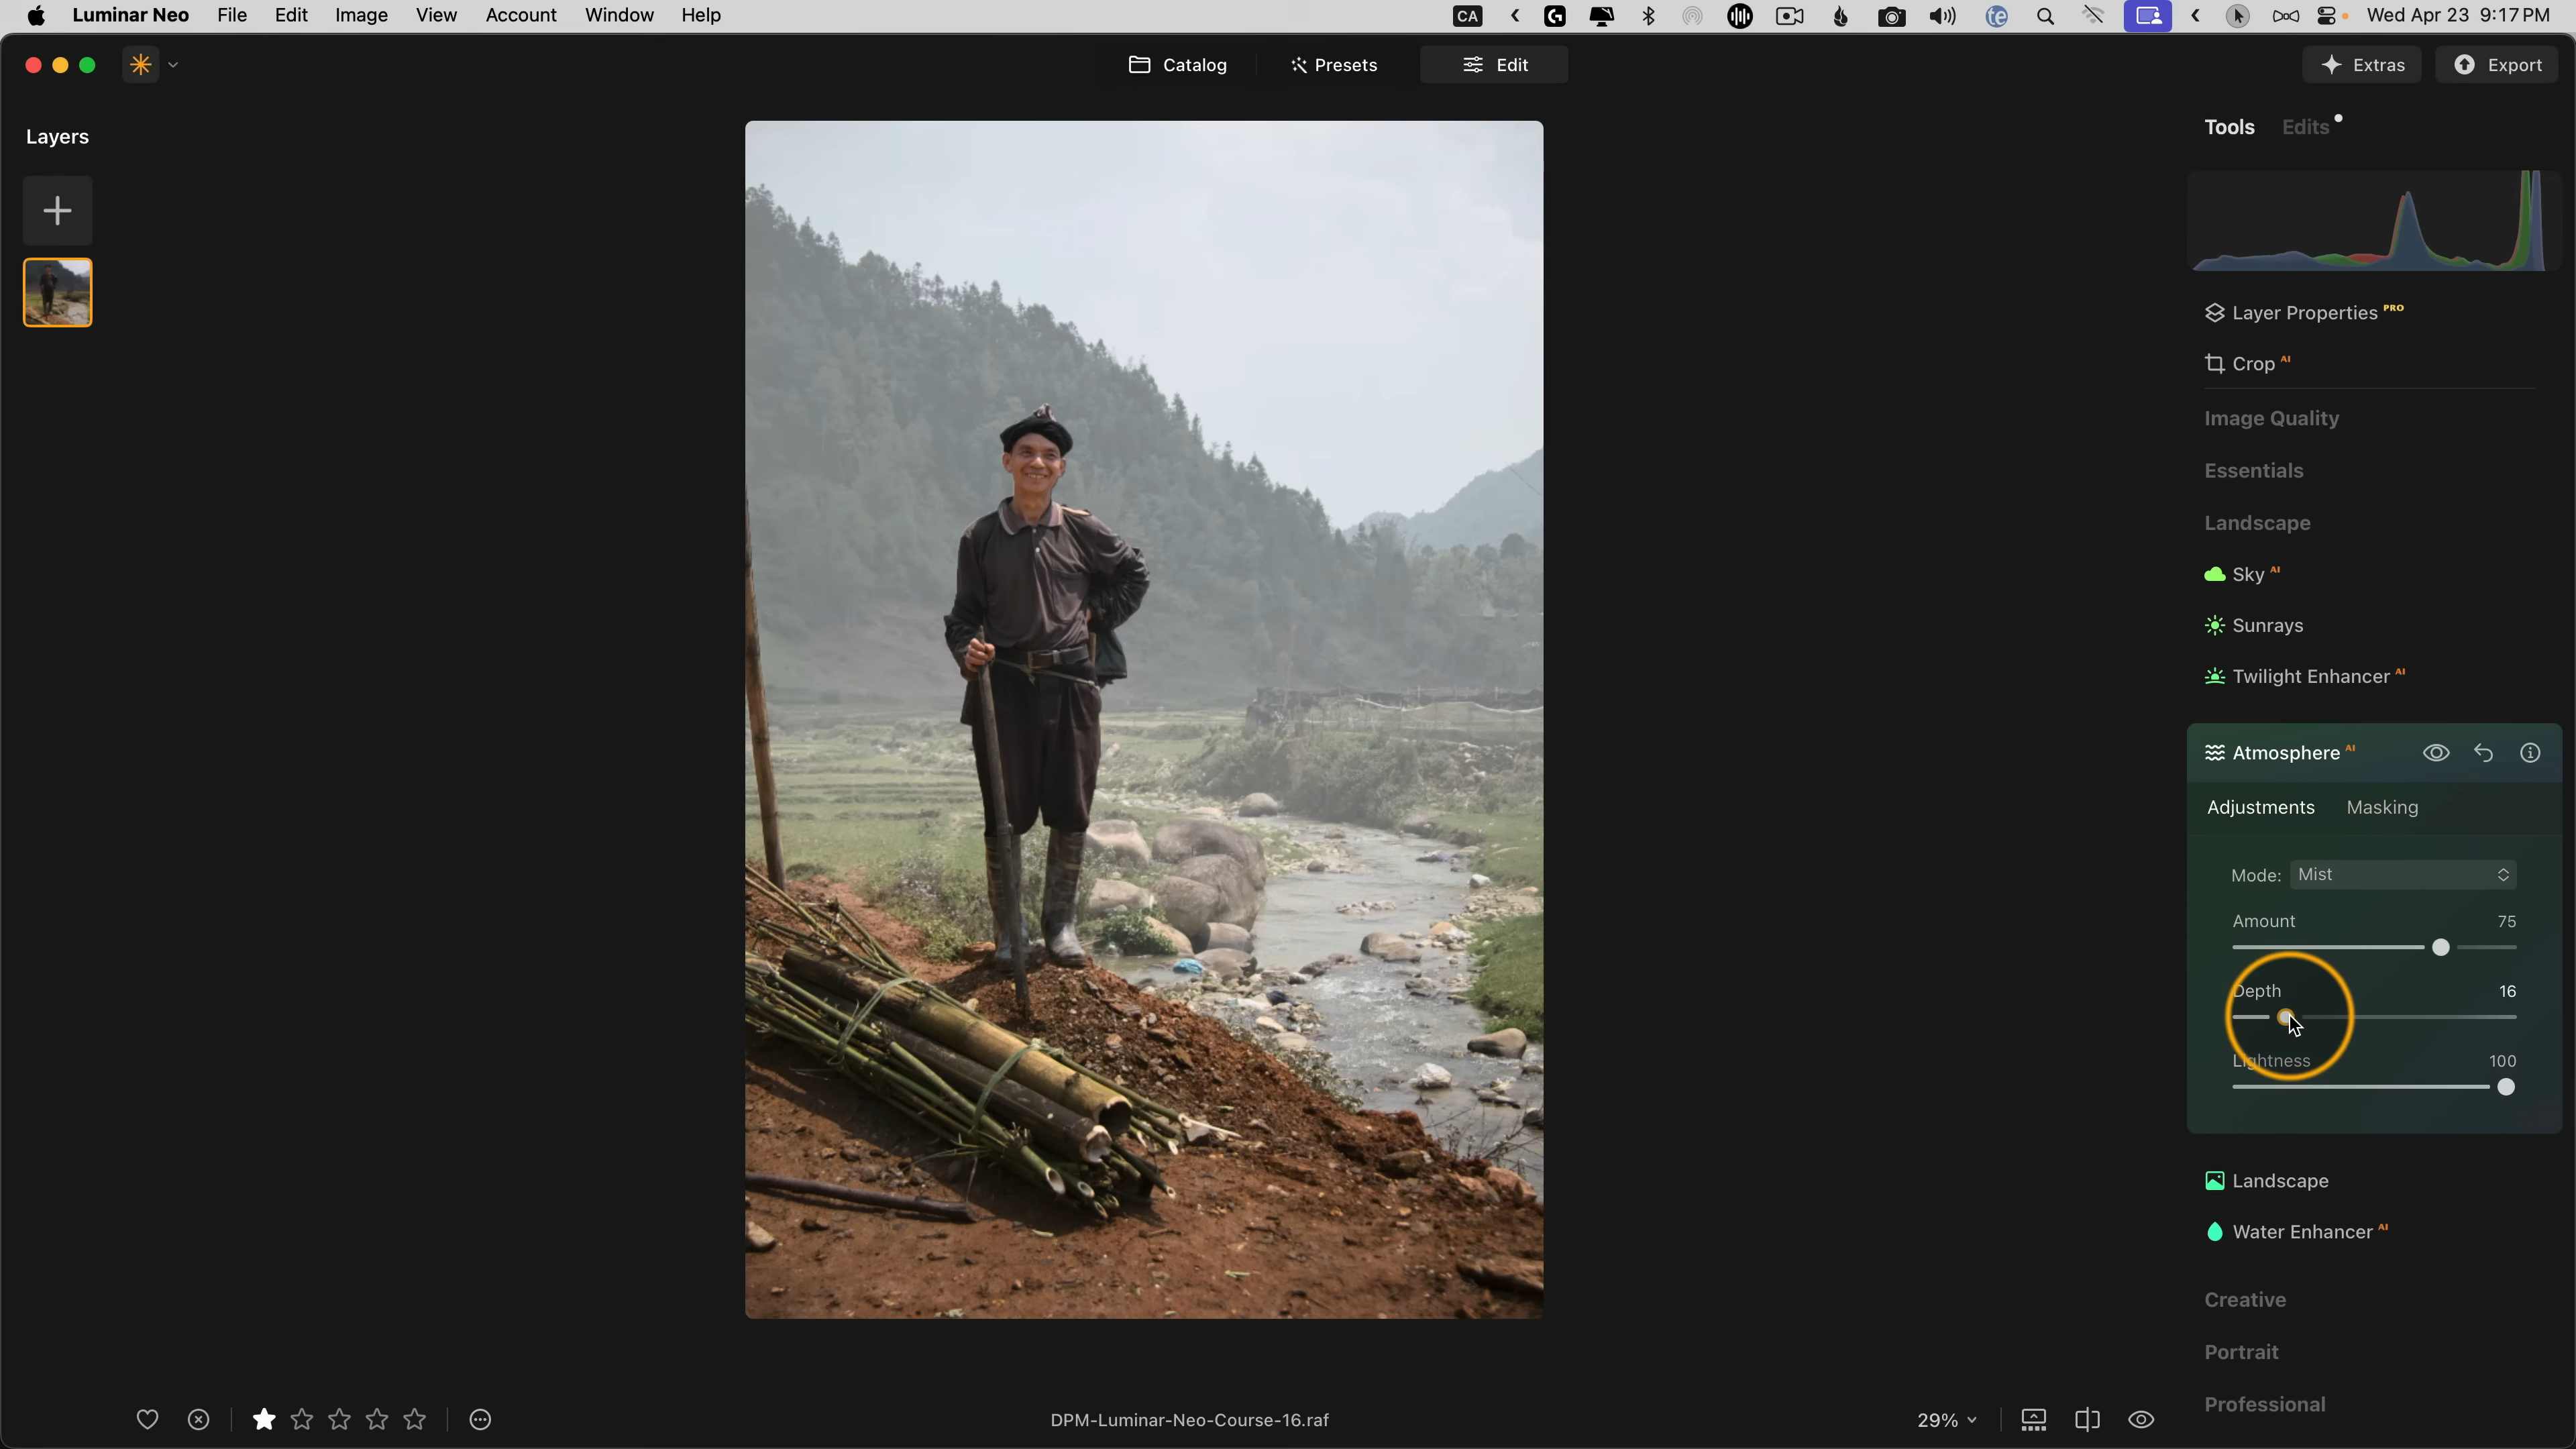 Luminar Neo File Edit Image View Account Window Help CA te Wed Apr 23 9:17 PM
Catalog Presets Edit Extras Export
Layers
Tools Edits
Layer Properties PRO
Crop AI
Image Quality
Essentials
Landscape
Sky AI
Sunrays
Twilight Enhancer AI
Atmosphere AI
Adjustments Masking
Mode: Mist
Amount 75
Depth 16
Lightness 100
Landscape
Water Enhancer AI
Creative
Portrait
Professional
DPM-Luminar-Neo-Course-16.raf 29%